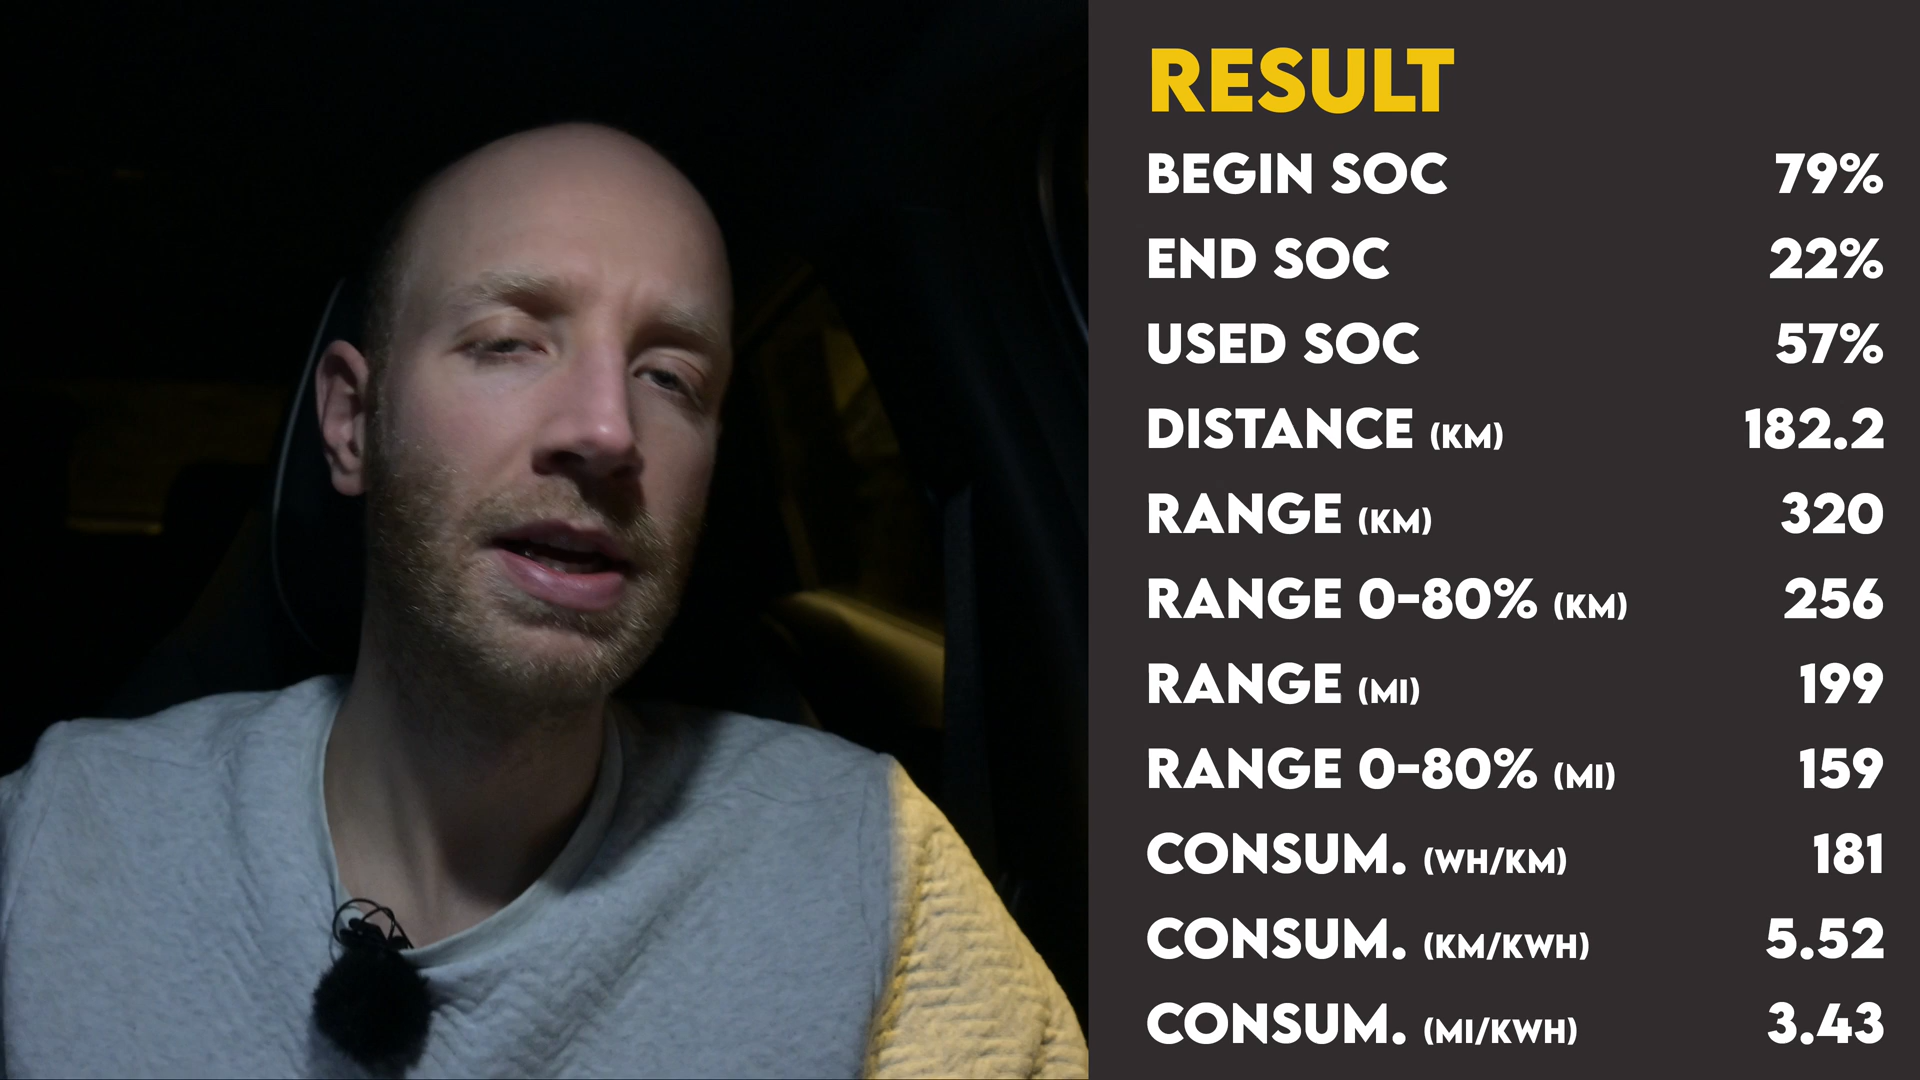 RESULT
BEGIN SOC 79%
END SOC 22%
USED SOC 57%
DISTANCE (KM) 182.2
RANGE (KM) 320
RANGE 0-80% (KM) 256
RANGE (MI) 199
RANGE 0-80% (MI) 159
CONSUM. (WH/KM) 181
CONSUM. (KM/KWH) 5.52
CONSUM. (MI/KWH) 3.43